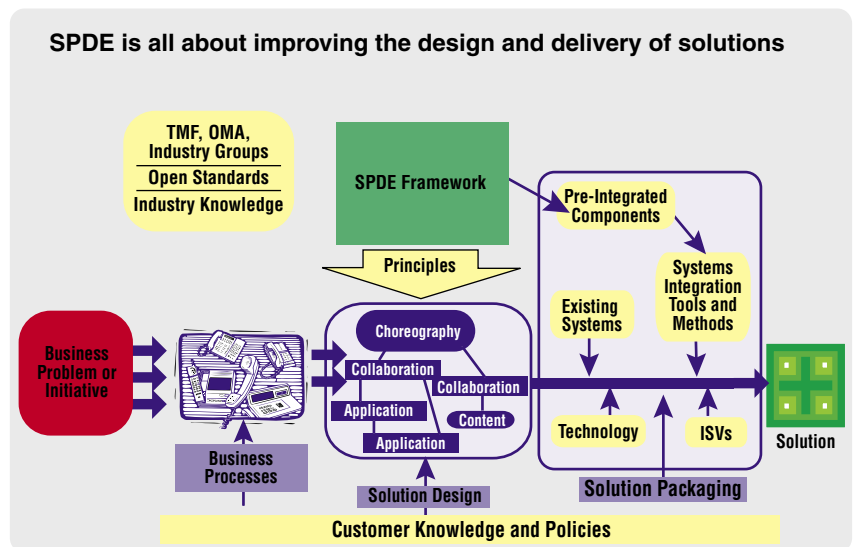 SPDE is all about improving the design and delivery of solutions
TMF, OMA,
Industry Groups
Open Standards
Industry Knowledge
SPDE Framework
Pre-Integrated
Components
Principles
Systems
Integration
Tools and
Methods
Existing
Systems
Choreography
Business
Problem or
Initiative
Collaboration
Collaboration
Application
Content
Application
Technology
ISVs
Solution
Business
Processes
Solution Design
Solution Packaging
Customer Knowledge and Policies